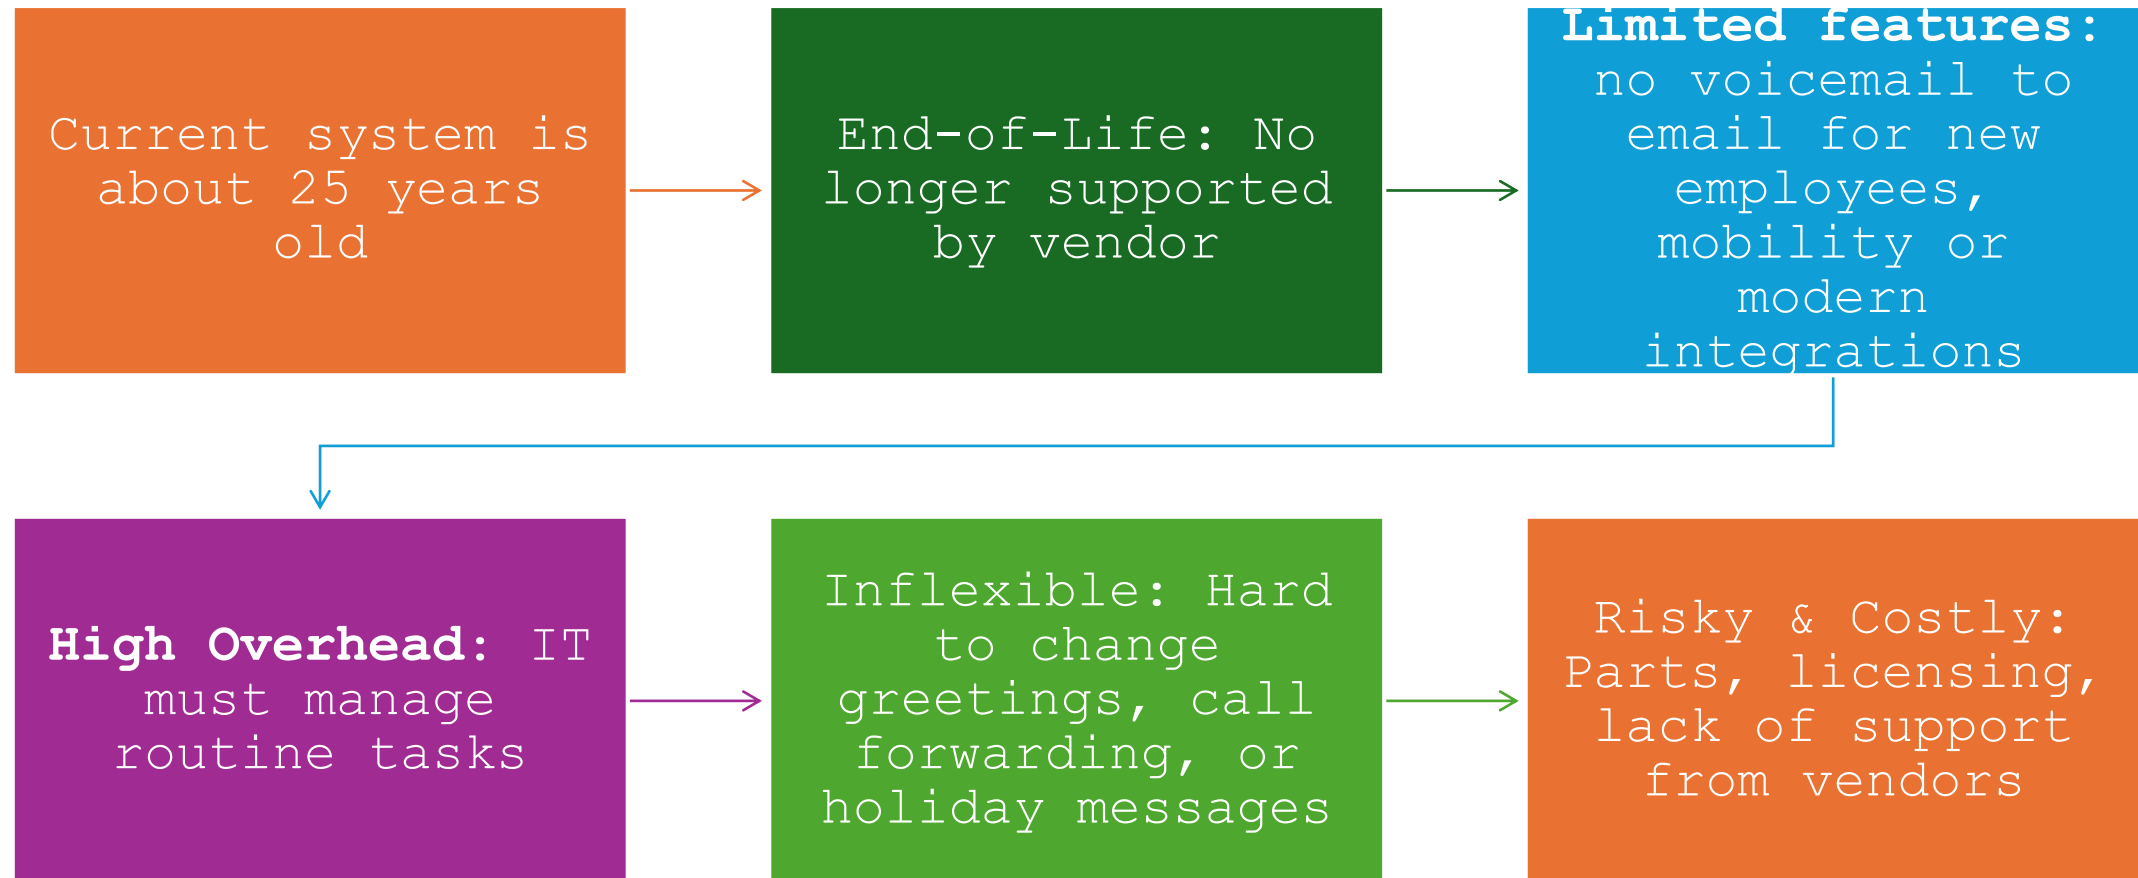 Current system is
about 25 years
old
End-of-Life: No
longer supported
by vendor
Limited features:
no voicemail to
email for new
employees,
mobility or
modern
integrations
High Overhead: IT
must manage
routine tasks
Inflexible: Hard
to change
greetings, call
forwarding, or
holiday messages
Risky & Costly:
Parts, licensing,
lack of support
from vendors